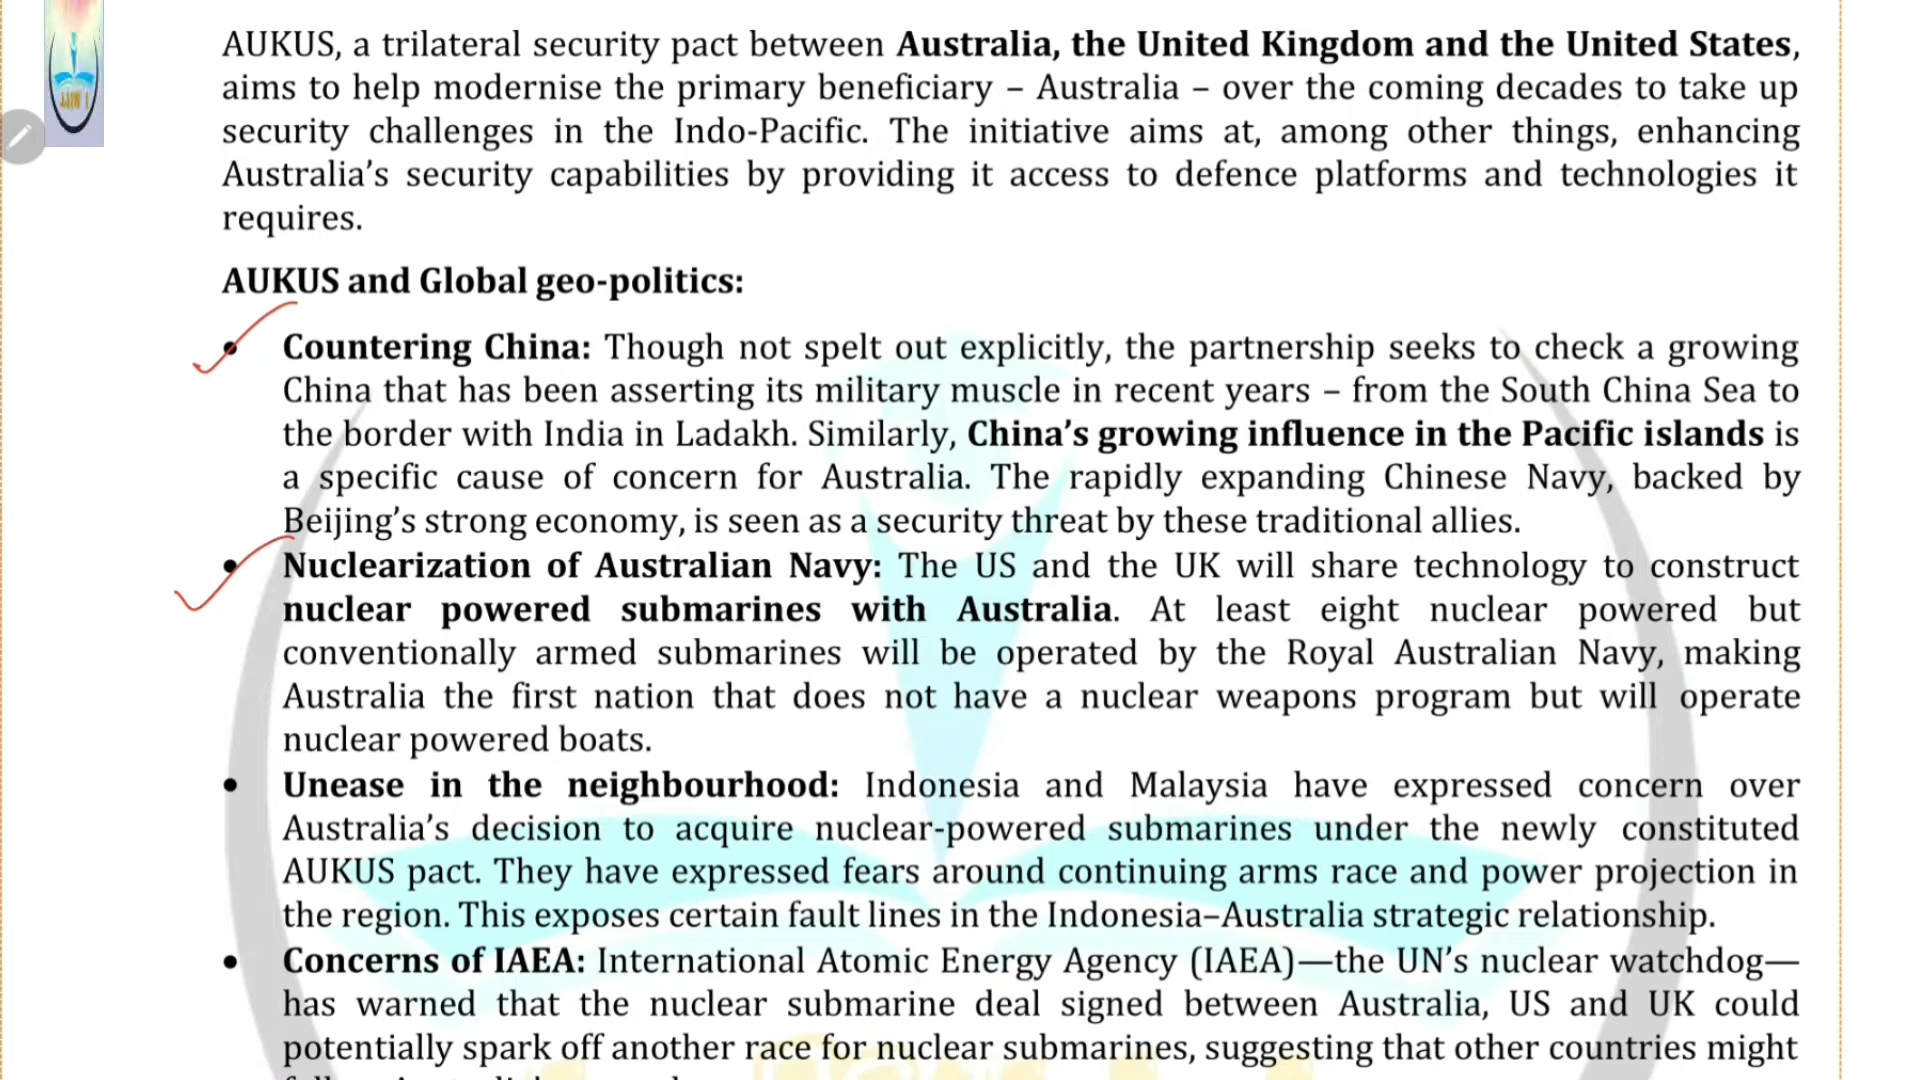 AUKUS, a trilateral security pact between Australia, the United Kingdom and the United States,
aims to help modernise the primary beneficiary – Australia – over the coming decades to take up
security challenges in the Indo-Pacific. The initiative aims at, among other things, enhancing
Australia’s security capabilities by providing it access to defence platforms and technologies it
requires.
AUKUS and Global geo-politics:
• Countering China: Though not spelt out explicitly, the partnership seeks to check a growing
China that has been asserting its military muscle in recent years – from the South China Sea to
the border with India in Ladakh. Similarly, China’s growing influence in the Pacific islands is
a specific cause of concern for Australia. The rapidly expanding Chinese Navy, backed by
Beijing’s strong economy, is seen as a security threat by these traditional allies.
• Nuclearization of Australian Navy: The US and the UK will share technology to construct
nuclear powered submarines with Australia. At least eight nuclear powered but
conventionally armed submarines will be operated by the Royal Australian Navy, making
Australia the first nation that does not have a nuclear weapons program but will operate
nuclear powered boats.
• Unease in the neighbourhood: Indonesia and Malaysia have expressed concern over
Australia’s decision to acquire nuclear-powered submarines under the newly constituted
AUKUS pact. They have expressed fears around continuing arms race and power projection in
the region. This exposes certain fault lines in the Indonesia–Australia strategic relationship.
• Concerns of IAEA: International Atomic Energy Agency (IAEA)—the UN’s nuclear watchdog—
has warned that the nuclear submarine deal signed between Australia, US and UK could
potentially spark off another race for nuclear submarines, suggesting that other countries might